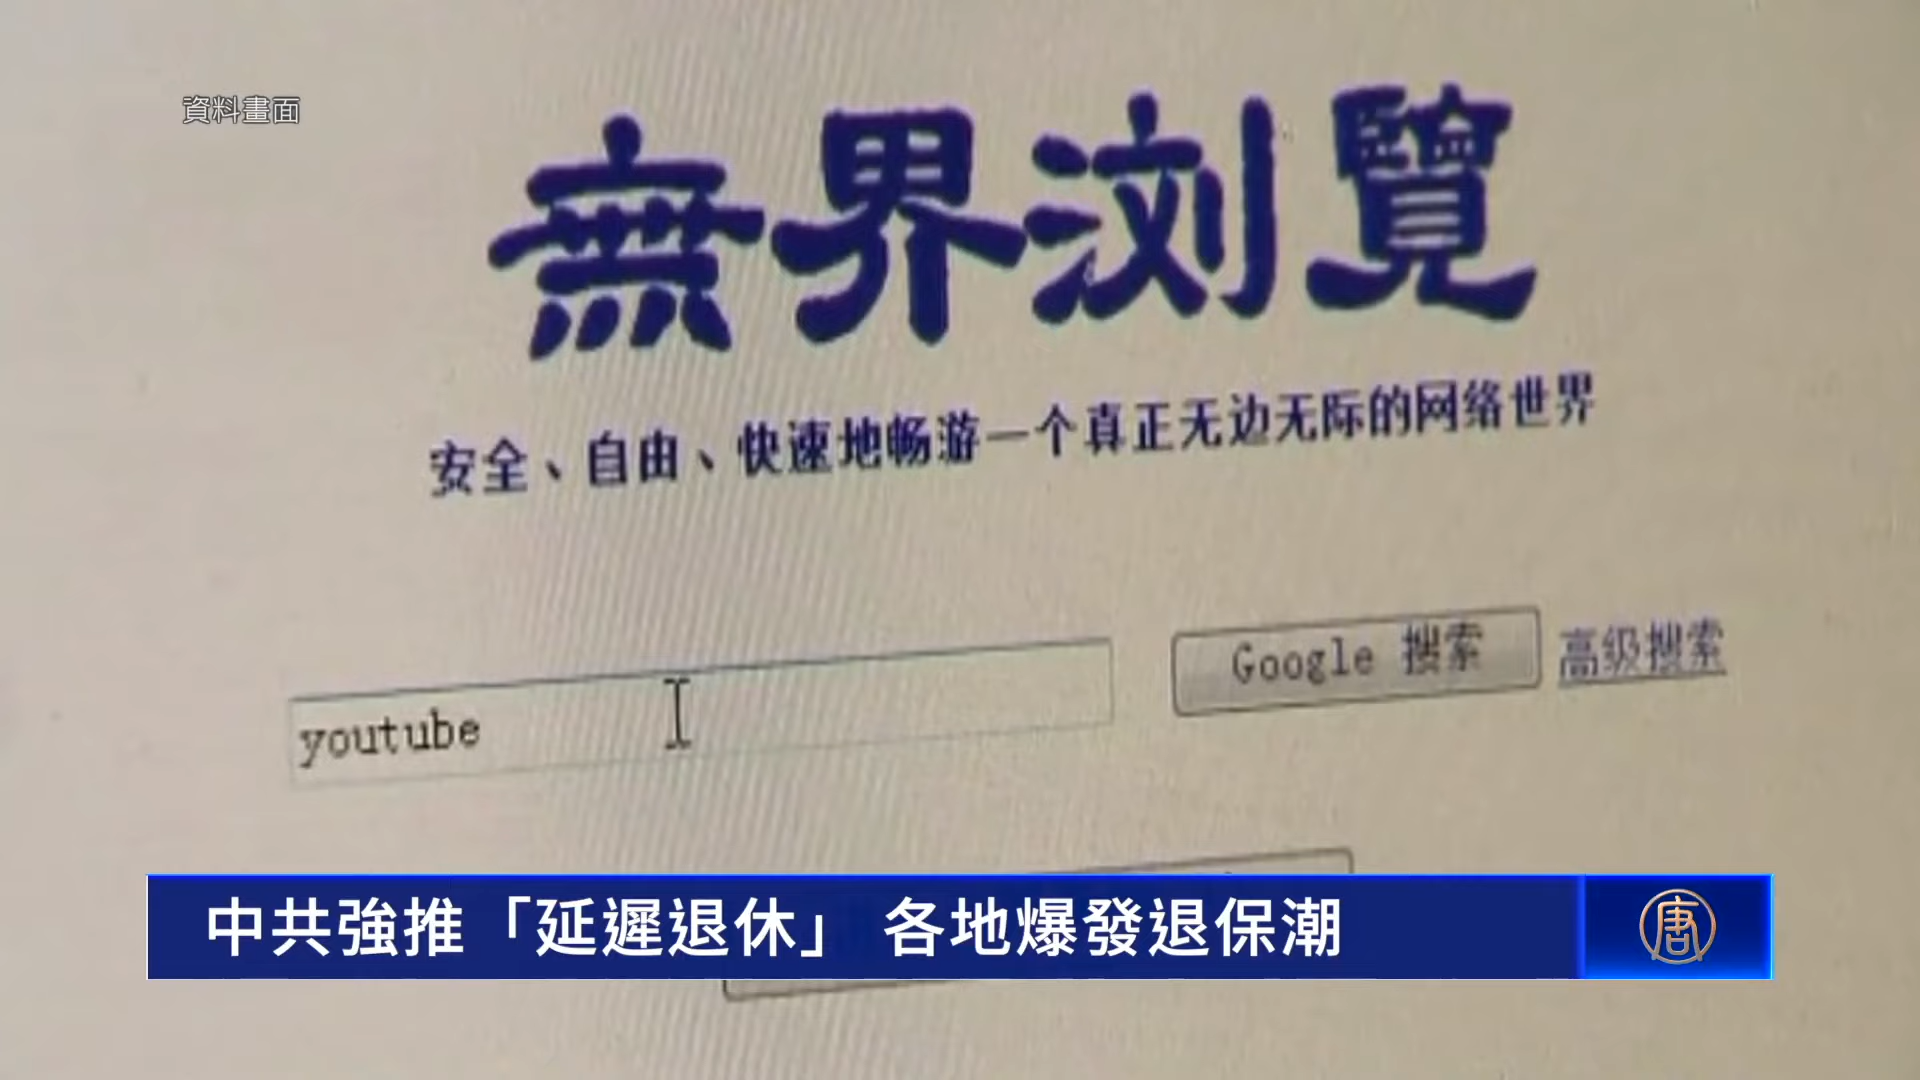 資料畫面
無界浏覽
安全、自由、快速地畅游一个真正无边无际的网络世界
youtube
Google 搜索
高级搜索
中共強推「延遲退休」 各地爆發退保潮
唐